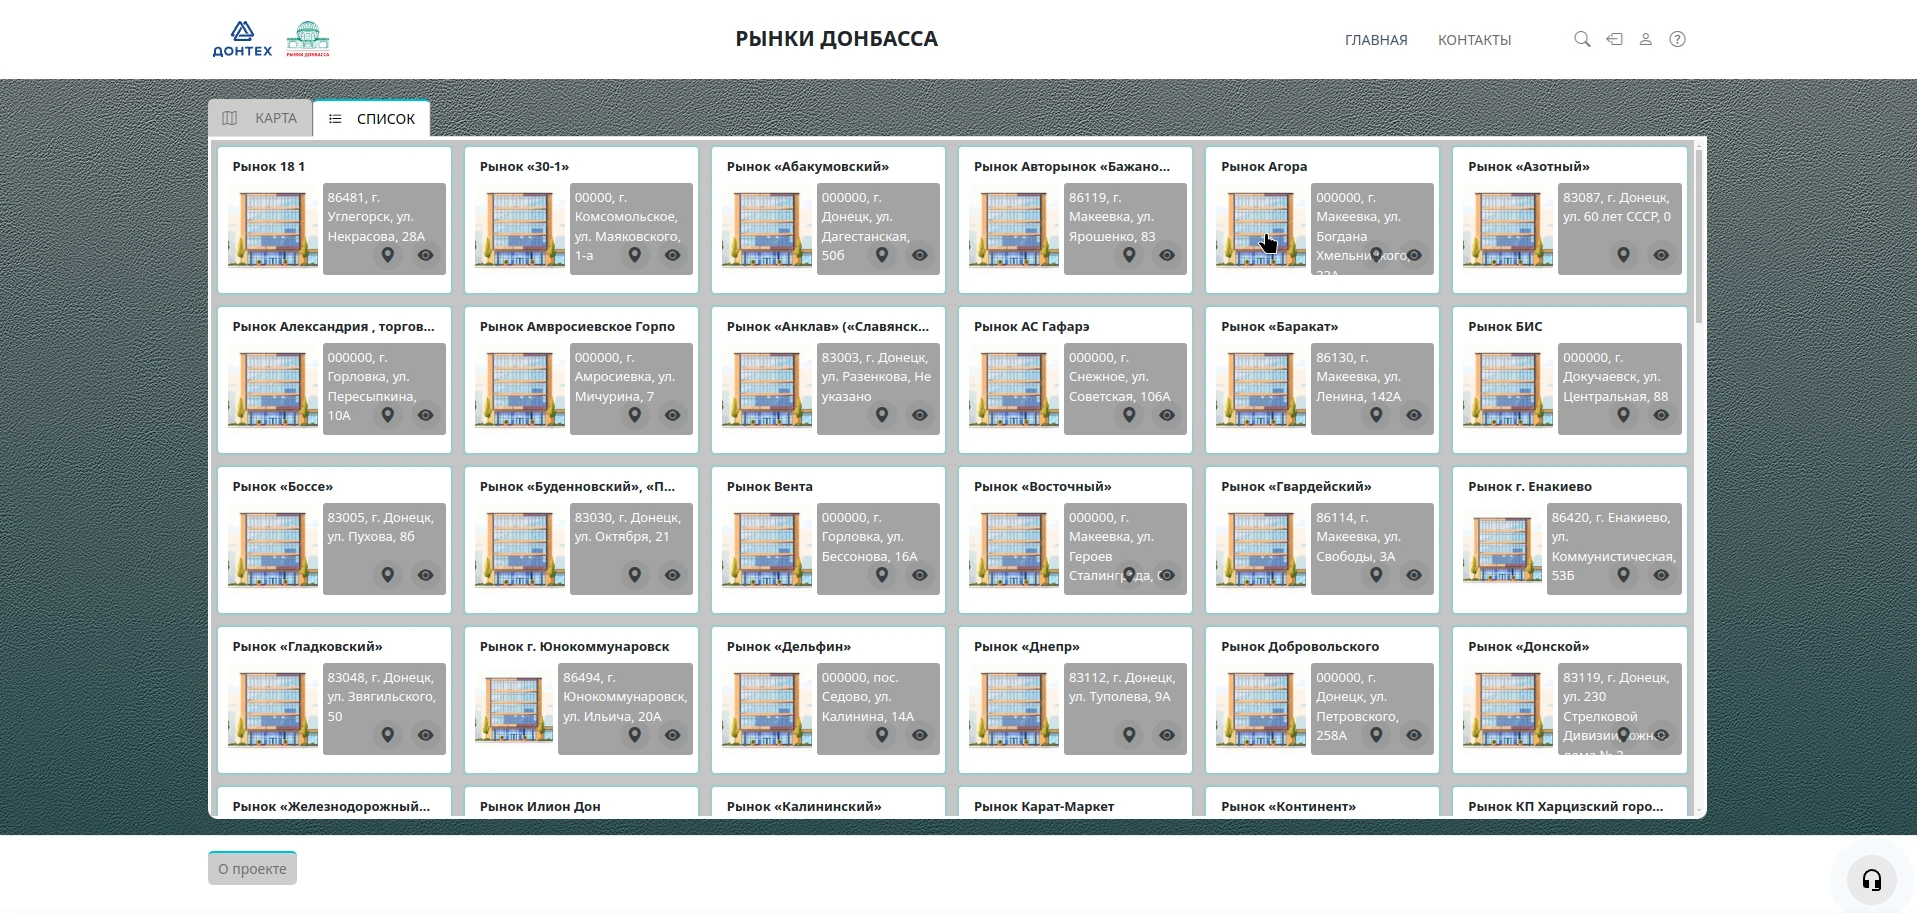 ДОНТЕХ
РЫНКИ ДОНБАССА
РЫНКИ ДОНБАССА
ГЛАВНАЯ
КОНТАКТЫ
КАРТА
СПИСОК
Рынок 18 1
86481, г.
Углегорск, ул.
Некрасова, 28А
Рынок «30-1»
00000, г.
Комсомольское,
ул. Маяковского,
1-а
Рынок «Абакумовский»
000000, г.
Донецк, ул.
Дагестанская,
50б
Рынок Авторынок «Бажано...
86119, г.
Макеевка, ул.
Ярошенко, 83
Рынок Агора
000000, г.
Макеевка, ул.
Богдана
Хмельницкого,
Рынок «Азотный»
83087, г. Донецк,
ул. 60 лет СССР, 0
Рынок Александрия , торгов...
000000, г.
Горловка, ул.
Пересыпкина,
10А
Рынок Амвросиевское Горпо
000000, г.
Амросиевка, ул.
Мичурина, 7
Рынок «Анклав» («Славянск...
83003, г. Донецк,
ул. Разенкова, Не
указано
Рынок АС Гафарэ
000000, г.
Снежное, ул.
Советская, 106А
Рынок «Баракат»
86130, г.
Макеевка, ул.
Ленина, 142А
Рынок БИС
000000, г.
Докучаевск, ул.
Центральная, 88
Рынок «Боссе»
83005, г. Донецк,
ул. Пухова, 8б
Рынок «Буденновский», «П...
83030, г. Донецк,
ул. Октября, 21
Рынок Вента
000000, г.
Горловка, ул.
Бессонова, 16А
Рынок «Восточный»
000000, г.
Макеевка, ул.
Героев
Сталинграда,
Рынок «Гвардейский»
86114, г.
Макеевка, ул.
Свободы, 3А
Рынок г. Енакиево
86420, г. Енакиево,
ул.
Коммунистическая,
53Б
Рынок «Гладковский»
83048, г. Донецк,
ул. Звягильского,
50
Рынок г. Юнокоммунаровск
86494, г.
Юнокоммунаровск,
ул. Ильича, 20А
Рынок «Дельфин»
000000, пос.
Седово, ул.
Калинина, 14А
Рынок «Днепр»
83112, г. Донецк,
ул. Туполева, 9А
Рынок Добровольского
000000, г.
Донецк, ул.
Петровского,
258А
Рынок «Донской»
83119, г. Донецк,
ул. 230
Стрелковой
Дивизии
Рынок «Железнодорожный...
Рынок Илион Дон
Рынок «Калининский»
Рынок Карат-Маркет
Рынок «Континент»
Рынок КП Харцизский горо...
О проекте